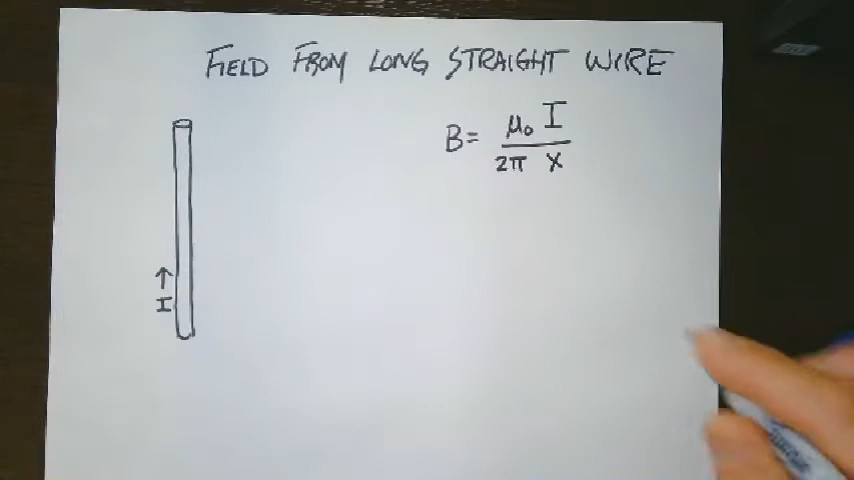 FIELD FROM LONG STRAIGHT WIRE
B = μ₀ I
2π x
↑
I